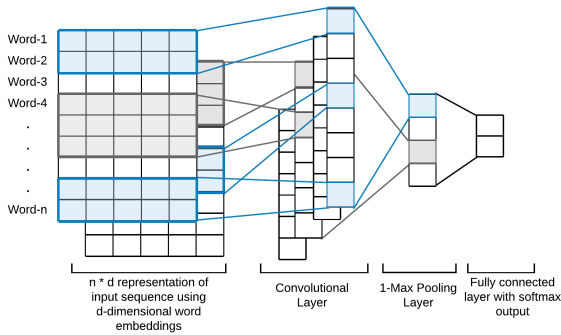 Word-1
Word-2
Word-3
Word-4
.
.
.
.
Word-n
n * d representation of
input sequence using
d-dimensional word
embeddings
Convolutional
Layer
1-Max Pooling
Layer
Fully connected
layer with softmax
output